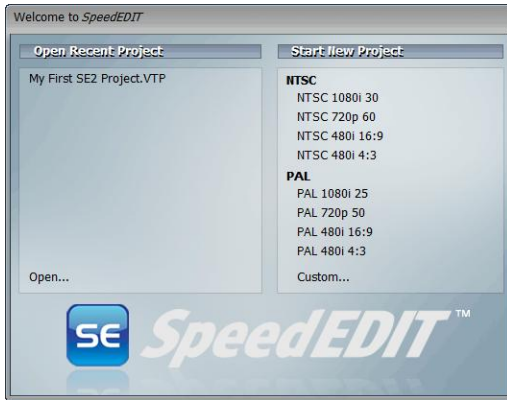 Welcome to SpeedEDIT
Open Recent Project
My First SE2 Project.VTP
Open...
Start New Project
NTSC
NTSC 1080i 30
NTSC 720p 60
NTSC 480i 16:9
NTSC 480i 4:3
PAL
PAL 1080i 25
PAL 720p 50
PAL 480i 16:9
PAL 480i 4:3
Custom...
SE SpeedEDIT™